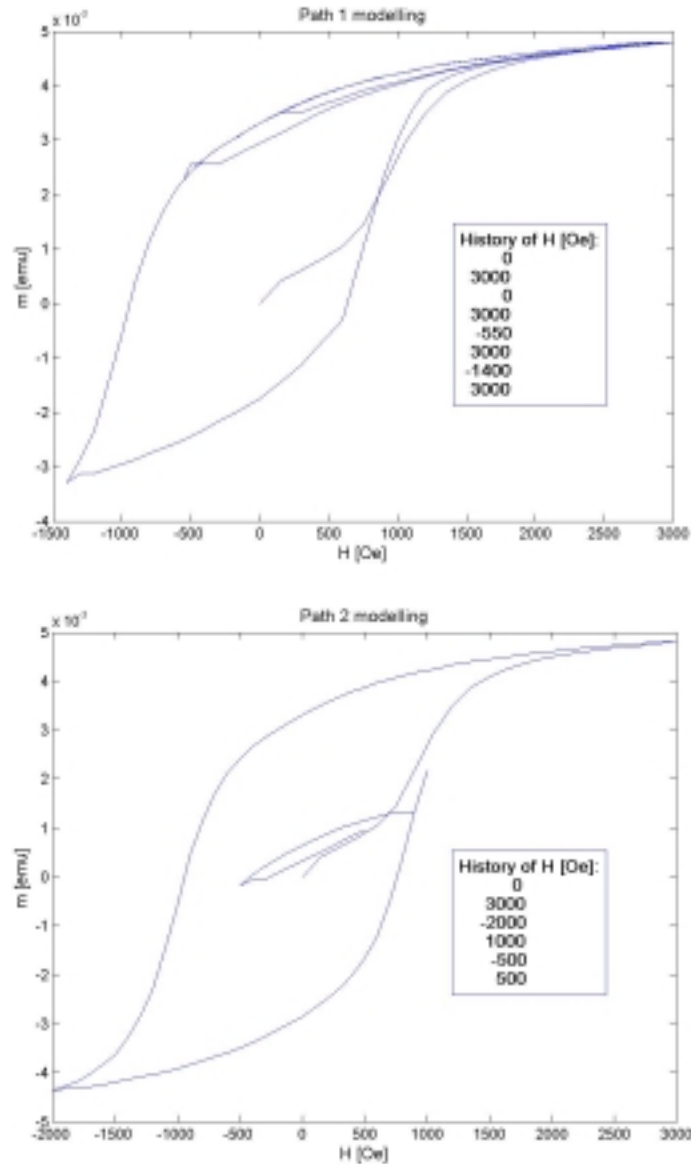 Path 1 modelling
x 10⁻³
5
4
3
2
1
0
-1
-2
-3
-4
m [emu]
-1500 -1000 -500 0 500 1000 1500 2000 2500 3000
H [Oe]
History of H [Oe]:
0
3000
0
3000
-550
3000
-1400
3000
Path 2 modelling
x 10⁻³
5
4
3
2
1
0
-1
-2
-3
-4
-5
m [emu]
-2000 -1500 -1000 -500 0 500 1000 1500 2000 2500 3000
H [Oe]
History of H [Oe]:
0
3000
-2000
1000
-500
500